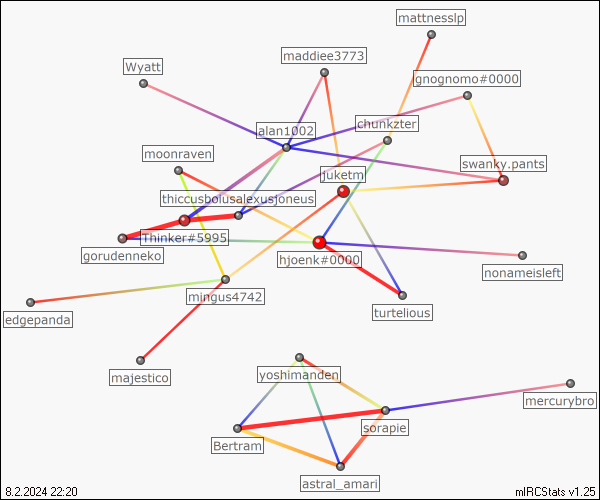 mattnesslp
maddiee3773
Wyatt
gnognomo#0000
chunkzter
alan1002
moonraven
swanky.pants
juketm
thiccusboiusalexusjoneus
Thinker#5995
gorudenneko
hjoenk#0000
nonameisleft
mingus4742
turtelious
edgepanda
yoshimanden
majestico
mercurybro
sorapie
Bertram
astral_amari
8.2.2024 22:20
mIRCStats v1.25